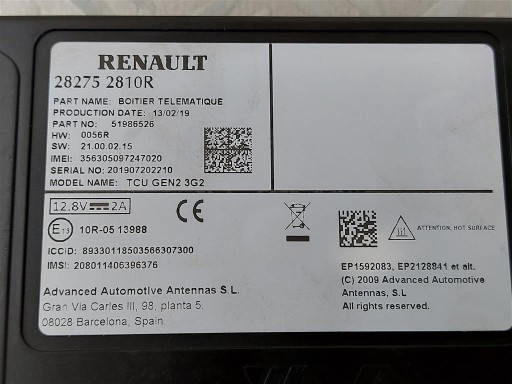 RENAULT
28275 2810R
PART NAME: BOITIER TELEMATIQUE
PRODUCTION DATE: 13/02/19
PART NO: 51986526
HW: 0056R
SW: 21.00.02.15
IMEI: 356305097247020
SERIAL NO: 201907202210
MODEL NAME: TCU GEN2 3G2
12.8V 2A CE
E13 10R-05 13988
ATTENTION, HOT SURFACE
ICCID: 89330118503566307300
IMSI: 208011406396376
EP1592083, EP2128841 et alt.
(C) 2009 Advanced Automotive
Antennas, S.L
All rights reserved.
Advanced Automotive Antennas S.L.
Gran Via Carles III, 98, planta 5.
08028 Barcelona, Spain.